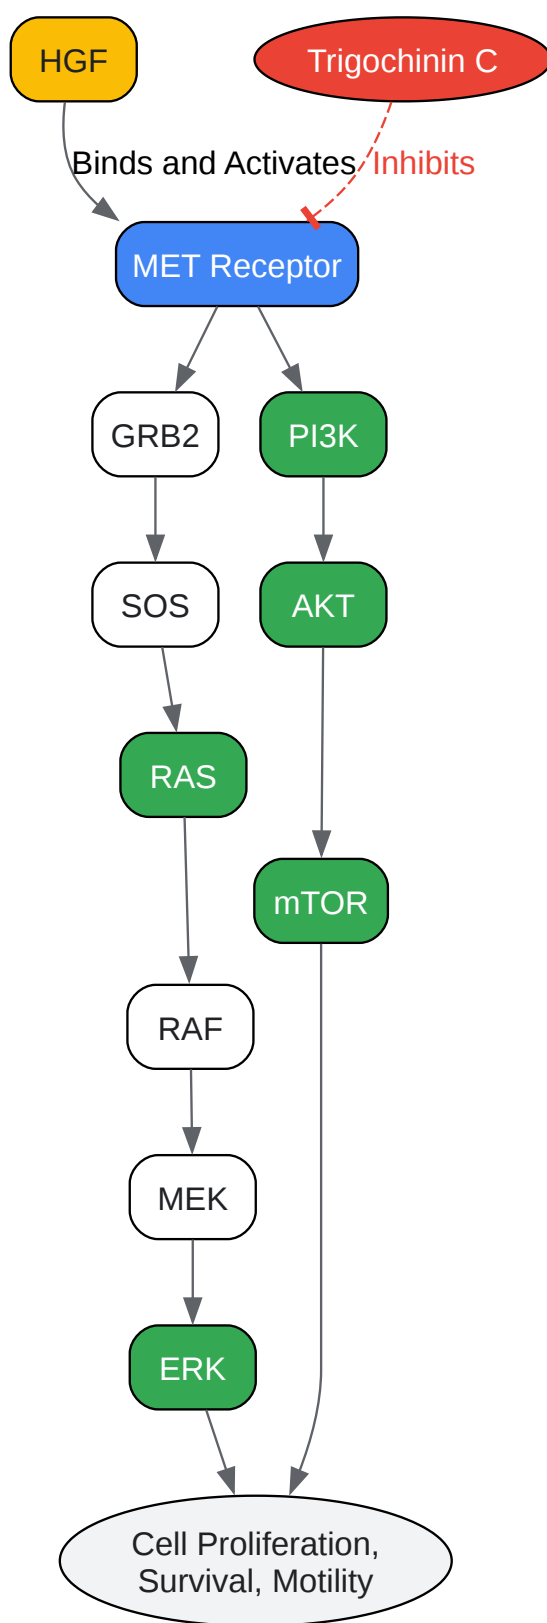 HGF
Trigochinin C
Binds and Activates
Inhibits
MET Receptor
GRB2
PI3K
SOS
AKT
RAS
mTOR
RAF
MEK
ERK
Cell Proliferation,
Survival, Motility